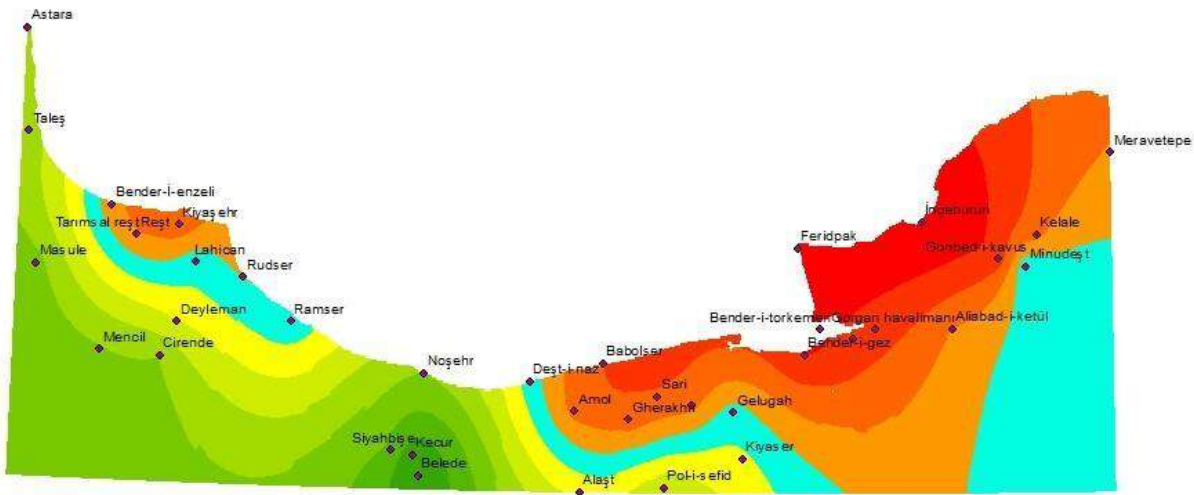 Astara
Taleş
Meravetepe
Bender-İ-enzeli
Tarımsal reşt Reşt Kiyaşehr
İnceburun
Kelale
Feridpak
Masule
Lahican
Gonbed-i-kavus
Minudeşt
Rudser
Deyleman
Ramser
Bender-i-torkemen
Gorgan havalimanı
Aliabad-i-ketül
Mencil
Cirende
Noşehr
Babolser
Bender-i-gez
Deşt-i naz
Sari
Amol
Gherakhil
Gelugah
Siyahbişe
Kecur
Kiyaser
Belede
Alaşt
Pol-i-sefid